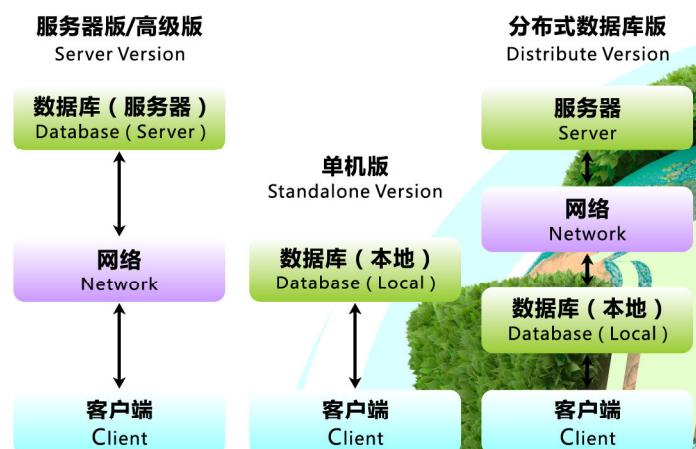 服务器版/高级版
Server Version
数据库（服务器）
Database（Server）
网络
Network
客户端
Client
单机版
Standalone Version
数据库（本地）
Database（Local）
客户端
Client
分布式数据库版
Distribute Version
服务器
Server
网络
Network
数据库（本地）
Database（Local）
客户端
Client